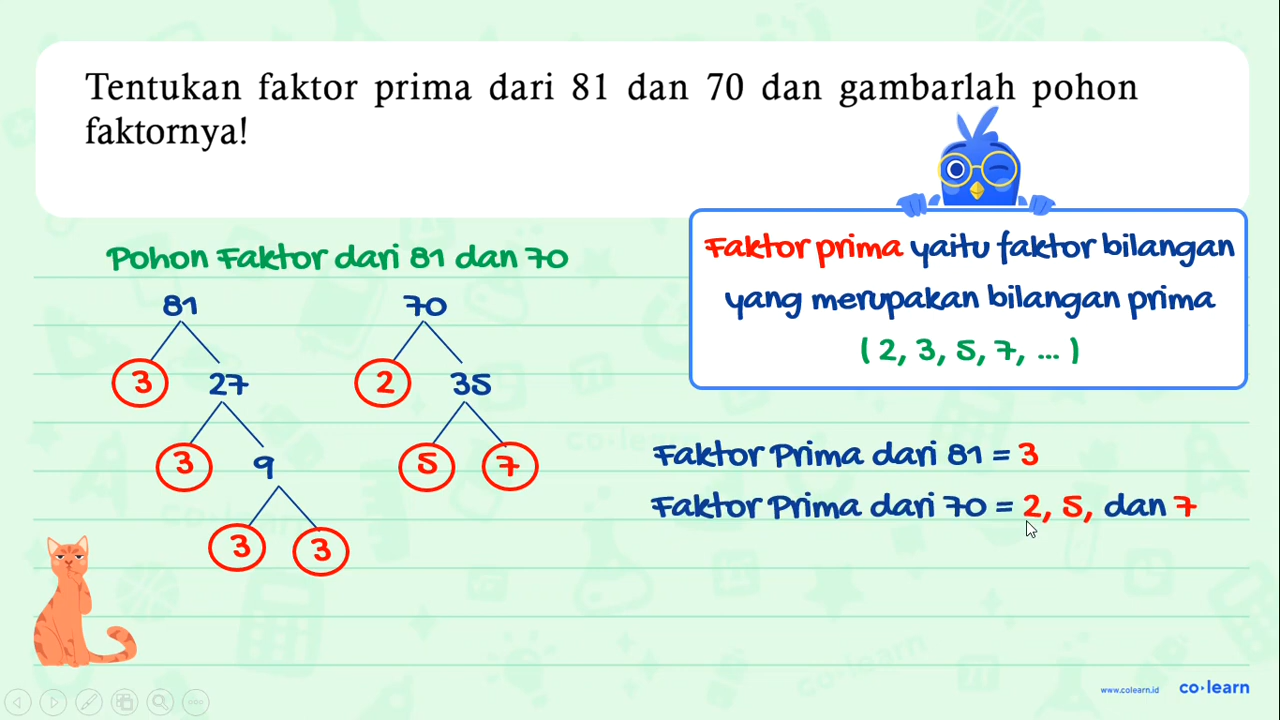 Tentukan faktor prima dari 81 dan 70 dan gambarlah pohon
faktornya!
Faktor prima yaitu faktor bilangan
yang merupakan bilangan prima
( 2, 3, 5, 7, ... )
Pohon Faktor dari 81 dan 70
81
3 27
3 9
3 3
70
2 35
5 7
Faktor Prima dari 81 = 3
Faktor Prima dari 70 = 2, 5, dan 7
www.colearn.id co·learn